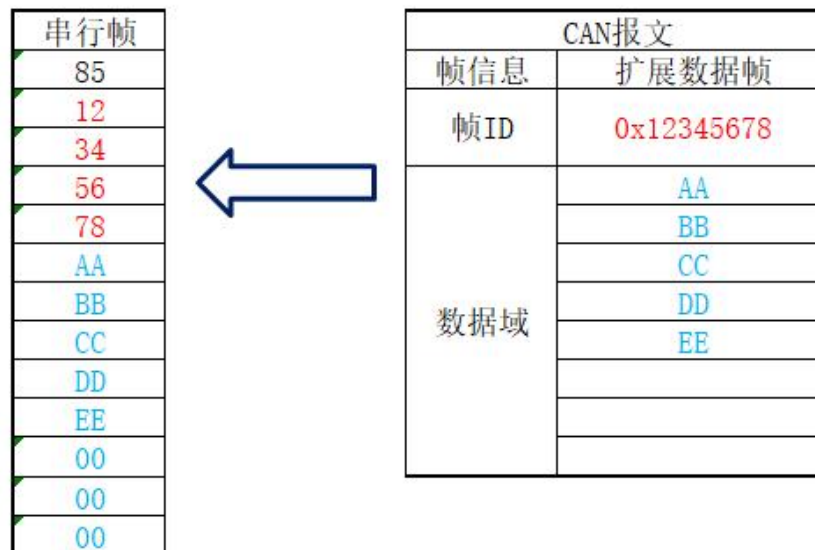 串行帧
85
12
34
56
78
AA
BB
CC
DD
EE
00
00
00
CAN报文
帧信息 扩展数据帧
帧ID 0x12345678
数据域
AA
BB
CC
DD
EE